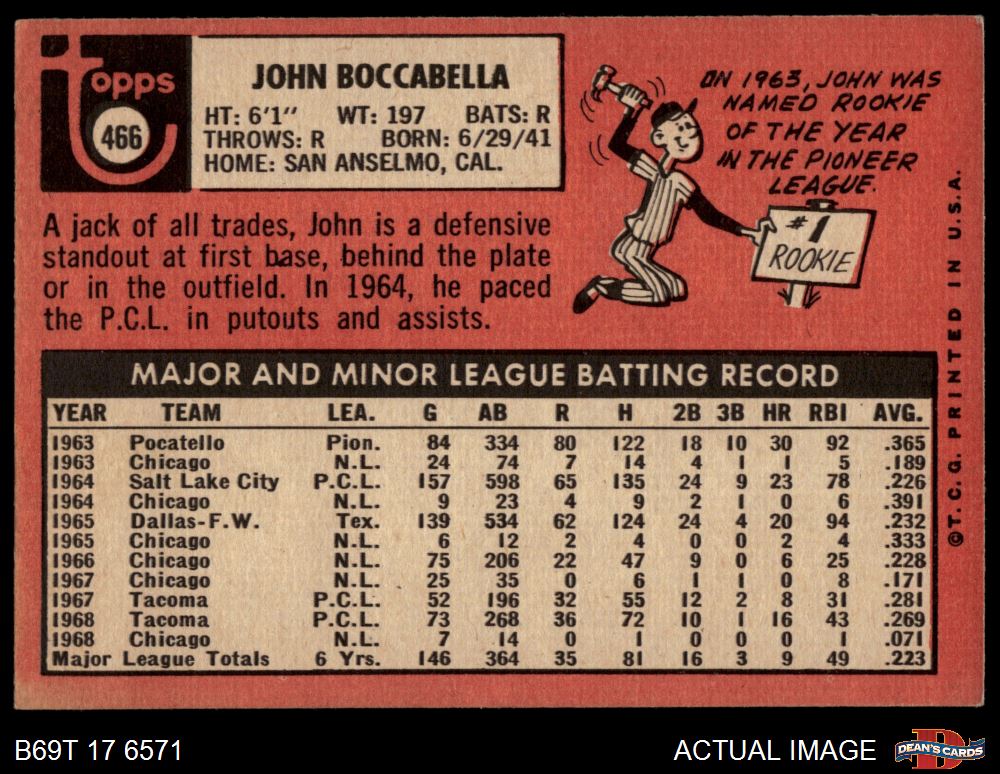 topps
466
JOHN BOCCABELLA
HT: 6'1" WT: 197 BATS: R
THROWS: R BORN: 6/29/41
HOME: SAN ANSELMO, CAL.
IN 1963, JOHN WAS
NAMED ROOKIE
OF THE YEAR
IN THE PIONEER
LEAGUE.
#1
ROOKIE
A jack of all trades, John is a defensive
standout at first base, behind the plate
or in the outfield. In 1964, he paced
the P.C.L. in putouts and assists.
MAJOR AND MINOR LEAGUE BATTING RECORD
YEAR TEAM LEA. G AB R H 2B 3B HR RBI AVG.
1963 Pocatello Pion. 84 334 80 122 18 10 30 92 .365
1963 Chicago N.L. 24 74 7 14 4 1 1 5 .189
1964 Salt Lake City P.C.L. 157 598 65 135 24 9 23 78 .226
1964 Chicago N.L. 9 23 4 9 2 1 0 6 .391
1965 Dallas-F.W. Tex. 139 534 62 124 24 4 20 94 .232
1965 Chicago N.L. 6 12 2 4 0 0 2 4 .333
1966 Chicago N.L. 75 206 22 47 9 0 6 25 .228
1967 Chicago N.L. 25 35 0 6 1 1 0 8 .171
1967 Tacoma P.C.L. 52 196 32 55 12 2 8 31 .281
1968 Tacoma P.C.L. 73 268 36 72 10 1 16 43 .269
1968 Chicago N.L. 7 14 0 1 0 0 0 1 .071
Major League Totals 6 Yrs. 146 364 35 81 16 3 9 49 .223
©T.C.G. PRINTED IN U.S.A.
B69T 17 6571
ACTUAL IMAGE
DEAN'S CARDS